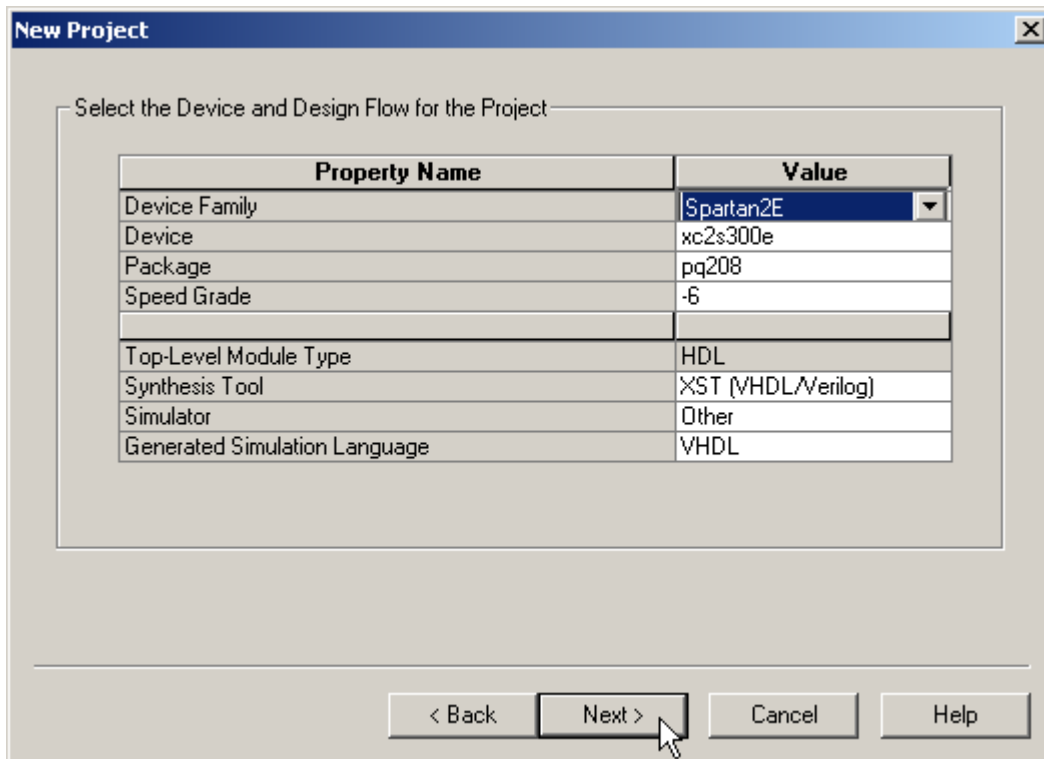 New Project
Select the Device and Design Flow for the Project
Property Name Value
Device Family Spartan2E
Device xc2s300e
Package pq208
Speed Grade -6
Top-Level Module Type HDL
Synthesis Tool XST (VHDL/Verilog)
Simulator Other
Generated Simulation Language VHDL
< Back Next > Cancel Help